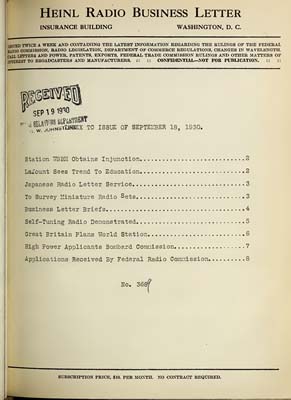 HEINL RADIO BUSINESS LETTER
INSURANCE BUILDING WASHINGTON, D. C.
ISSUED TWICE A WEEK AND CONTAINING THE LATEST INFORMATION REGARDING THE RULINGS OF THE FEDERAL
RADIO COMMISSION, RADIO LEGISLATION, DEPARTMENT OF COMMERCE REGULATIONS, CHANGES IN WAVELENGTH,
CALL LETTERS AND POWER, PATENTS, EXPORTS, FEDERAL TRADE COMMISSION RULINGS AND OTHER MATTERS OF
INTEREST TO BROADCASTERS AND MANUFACTURERS. :: :: CONFIDENTIAL—NOT FOR PUBLICATION. :: ::
RECEIVED
SEP 19 1930
DEPARTMENT
INDEX TO ISSUE OF SEPTEMBER 18, 1930.
Station Obtains Injunction....2
Lafount Sees Trend To Education....2
Japanese Radio Letter Service....3
To Survey Miniature Radio Sets....3
Business Letter Briefs....4
Self-Tuning Radio Demonstrated....5
Great Britain Plans World Station....6
High Power Applicants Bombard Commission....7
Applications Received By Federal Radio Commission....8
No. 368
SUBSCRIPTION PRICE, $10. PER MONTH. NO CONTRACT REQUIRED.